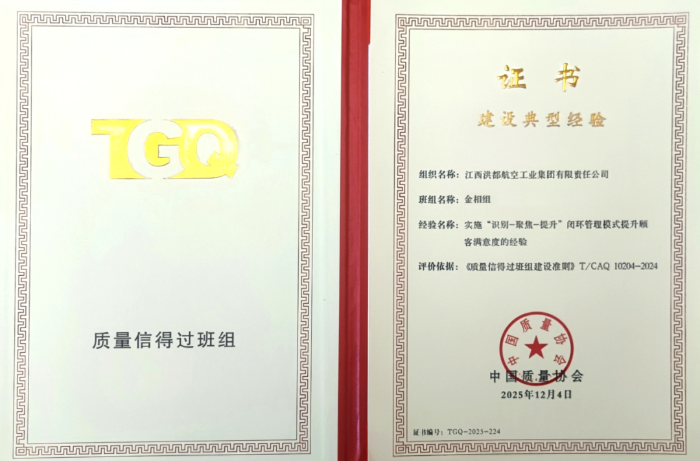 TGQ
质量信得过班组
证书
建设典型经验
组织名称：江西洪都航空工业集团有限责任公司
班组名称：金相组
经验名称：实施“识别-聚焦-提升”闭环管理模式提升顾
客满意度的经验
评价依据：《质量信得过班组建设准则》T/CAQ 10204-2024
中国质量协会
中国质量协会
2025年12月4日
证书编号：TGQ-2025-224